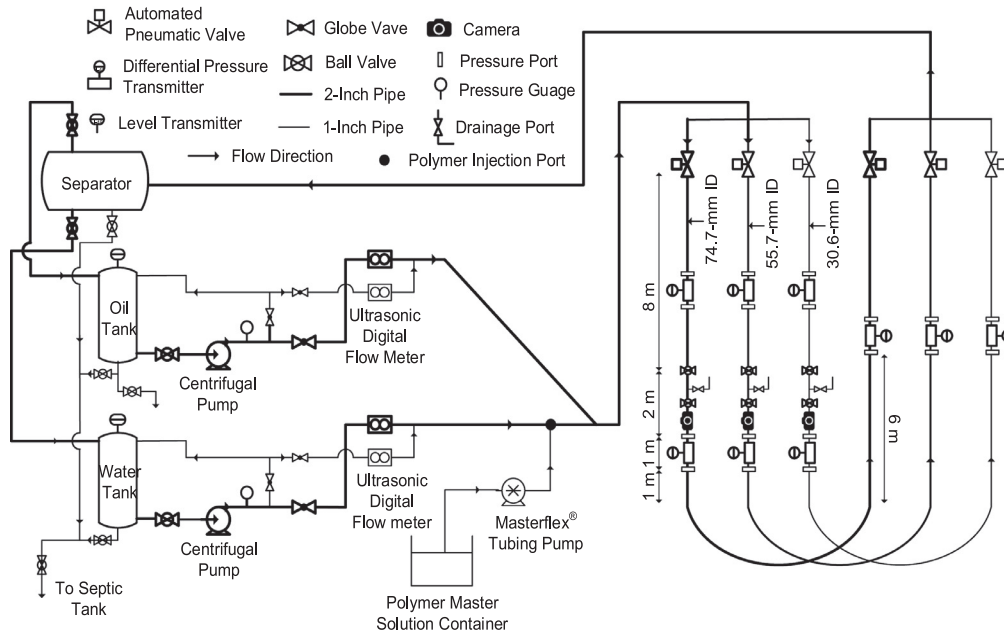 Automated
Pneumatic Valve
Globe Vave
Camera
Differential Pressure
Transmitter
Ball Valve
Pressure Port
2-Inch Pipe
Pressure Guage
Level Transmitter
1-Inch Pipe
Drainage Port
Flow Direction
Polymer Injection Port
Separator
74.7-mm ID
55.7-mm ID
30.6-mm ID
8 m
2 m
1 m
1 m
9 m
Oil
Tank
Centrifugal
Pump
Ultrasonic
Digital
Flow Meter
Water
Tank
Centrifugal
Pump
Ultrasonic
Digital
Flow meter
Masterflex®
Tubing Pump
To Septic
Tank
Polymer Master
Solution Container